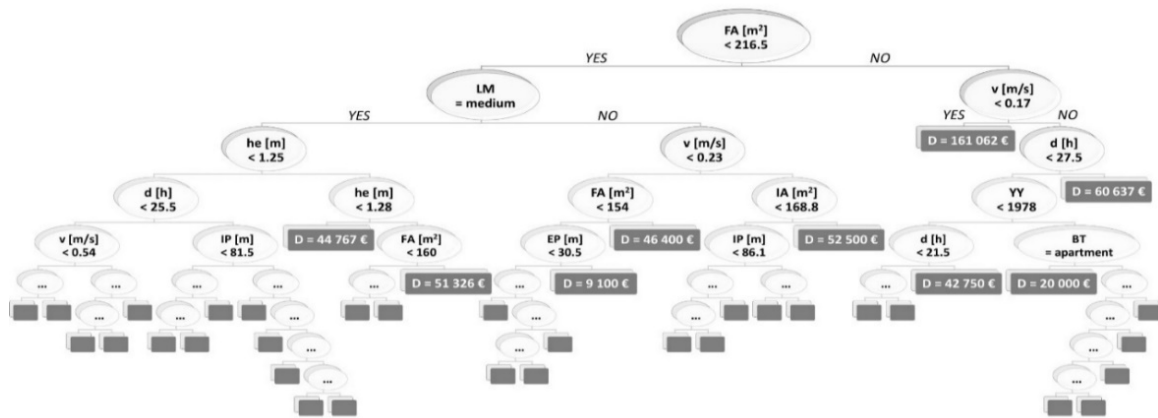 FA [m²]
< 216.5
YES
NO
LM
= medium
v [m/s]
< 0.17
YES
NO
YES
NO
he [m]
< 1.25
v [m/s]
< 0.23
D = 161 062 €
d [h]
< 27.5
d [h]
< 25.5
he [m]
< 1.28
FA [m²]
< 154
IA [m²]
< 168.8
YY
< 1978
D = 60 637 €
v [m/s]
< 0.54
IP [m]
< 81.5
D = 44 767 €
FA [m²]
< 160
EP [m]
< 30.5
D = 46 400 €
IP [m]
< 86.1
D = 52 500 €
d [h]
< 21.5
BT
= apartment
... ... ... ... ... D = 51 326 € ... D = 9 100 € ... ... ... D = 42 750 € D = 20 000 € ...
... ... ... ... ... ...
... ... ...
... ...